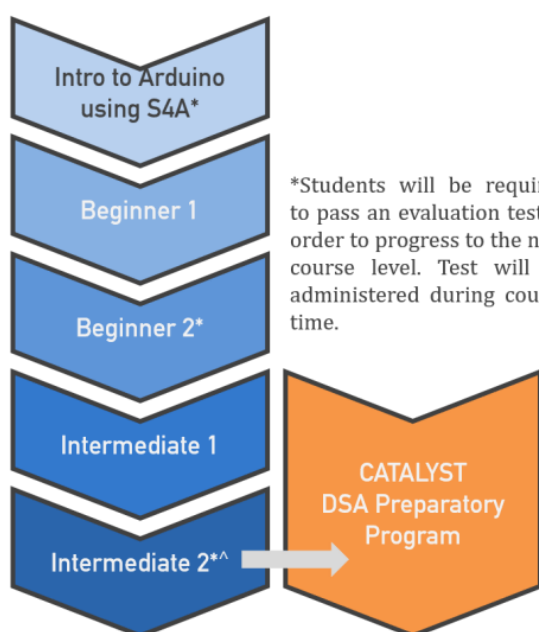 Intro to Arduino
using S4A*
Beginner 1
*Students will be
to pass an evaluation test
order to progress to the
course level. Test will
administered during
time.
Beginner 2*
Intermediate 1
CATALYST
DSA Preparatory
Program
Intermediate 2*^